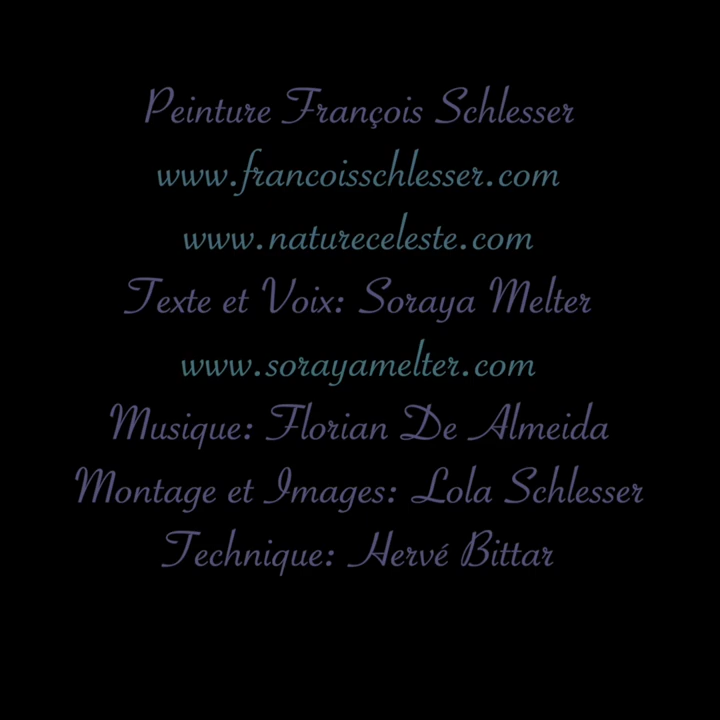 Peinture François Schlesser
www.francoisschlesser.com
www.natureceleste.com
Texte et Voix: Soraya Melter
www.sorayamelter.com
Musique: Florian De Almeida
Montage et Images: Lola Schlesser
Technique: Hervé Bittar